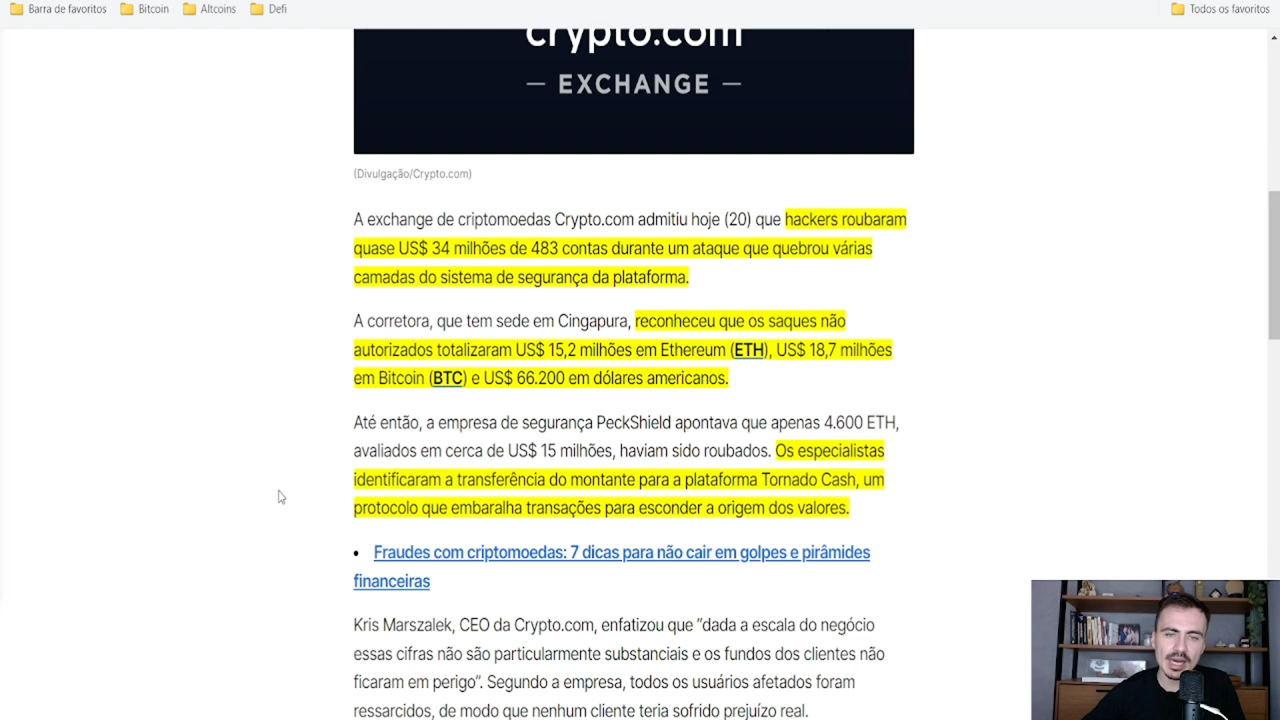 Barra de favoritos Bitcoin Altcoins Defi Todos os favoritos
crypto.com
— EXCHANGE —
(Divulgação/Crypto.com)
A exchange de criptomoedas Crypto.com admitiu hoje (20) que hackers roubaram
quase US$ 34 milhões de 483 contas durante um ataque que quebrou várias
camadas do sistema de segurança da plataforma.
A corretora, que tem sede em Cingapura, reconheceu que os saques não
autorizados totalizaram US$ 15,2 milhões em Ethereum (ETH), US$ 18,7 milhões
em Bitcoin (BTC) e US$ 66.200 em dólares americanos.
Até então, a empresa de segurança PeckShield apontava que apenas 4.600 ETH,
avaliados em cerca de US$ 15 milhões, haviam sido roubados. Os especialistas
identificaram a transferência do montante para a plataforma Tornado Cash, um
protocolo que embaralha transações para esconder a origem dos valores.
• Fraudes com criptomoedas: 7 dicas para não cair em golpes e pirâmides
financeiras
Kris Marszalek, CEO da Crypto.com, enfatizou que “dada a escala do negócio
essas cifras não são particularmente substanciais e os fundos dos clientes não
ficaram em perigo”. Segundo a empresa, todos os usuários afetados foram
ressarcidos, de modo que nenhum cliente teria sofrido prejuízo real.